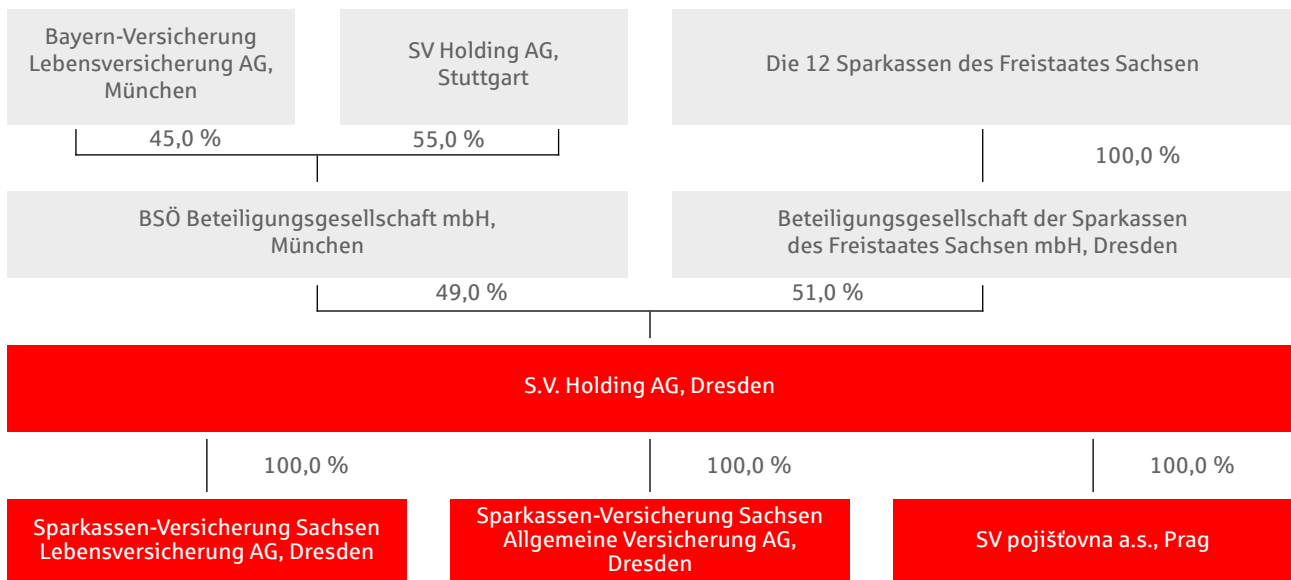 Bayern-Versicherung
Lebensversicherung AG,
München
SV Holding AG,
Stuttgart
Die 12 Sparkassen des Freistaates Sachsen
45,0 %
55,0 %
100,0 %
BSÖ Beteiligungsgesellschaft mbH,
München
Beteiligungsgesellschaft der Sparkassen
des Freistaates Sachsen mbH, Dresden
49,0 %
51,0 %
S.V. Holding AG, Dresden
100,0 %
100,0 %
100,0 %
Sparkassen-Versicherung Sachsen
Lebensversicherung AG, Dresden
Sparkassen-Versicherung Sachsen
Allgemeine Versicherung AG,
Dresden
SV pojišťovna a.s., Prag